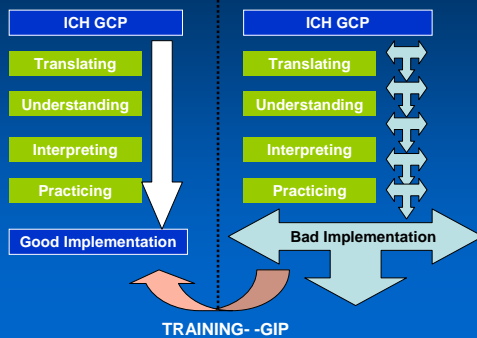 ICH GCP
Translating
Understanding
Interpreting
Practicing
Good Implementation
ICH GCP
Translating
Understanding
Interpreting
Practicing
Bad Implementation
TRAINING- -GIP